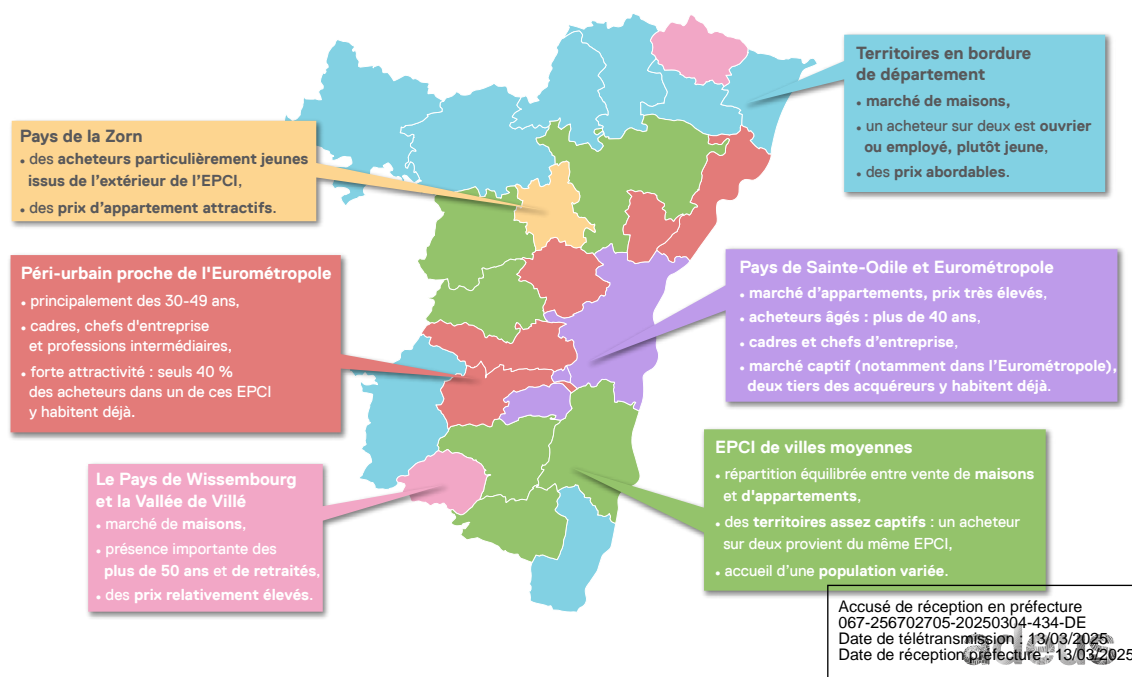 Territoires en bordure
de département
• marché de maisons,
• un acheteur sur deux est ouvrier
ou employé, plutôt jeune,
• des prix abordables.
Pays de la Zorn
• des acheteurs particulièrement jeunes
issus de l'extérieur de l'EPCI,
• des prix d'appartement attractifs.
Péri-urbain proche de l'Eurométropole
• principalement des 30-49 ans,
• cadres, chefs d'entreprise
et professions intermédiaires,
• forte attractivité : seuls 40 %
des acheteurs dans un de ces EPCI
y habitent déjà.
Pays de Sainte-Odile et Eurométropole
• marché d'appartements, prix très élevés,
• acheteurs âgés : plus de 40 ans,
• cadres et chefs d'entreprise,
• marché captif (notamment dans l'Eurométropole),
deux tiers des acquéreurs y habitent déjà.
Le Pays de Wissembourg
et la Vallée de Villé
• marché de maisons,
• présence importante des
plus de 50 ans et de retraités,
• des prix relativement élevés.
EPCI de villes moyennes
• répartition équilibrée entre vente de maisons
et d'appartements,
• des territoires assez captifs : un acheteur
sur deux provient du même EPCI,
• accueil d'une population variée.
Accusé de réception en préfecture
067-256702705-20250304-434-DE
Date de télétransmission : 13/03/2025
Date de réception préfecture : 13/03/2025
adeus